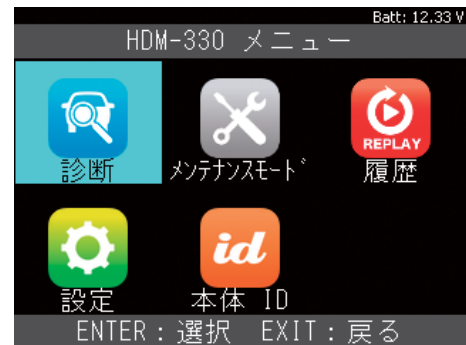 Batt: 12.33 V
HDM-330 メニュー
REPLAY
診断 メンテナンスモード 履歴
id
設定 本体 ID
ENTER：選択 EXIT：戻る